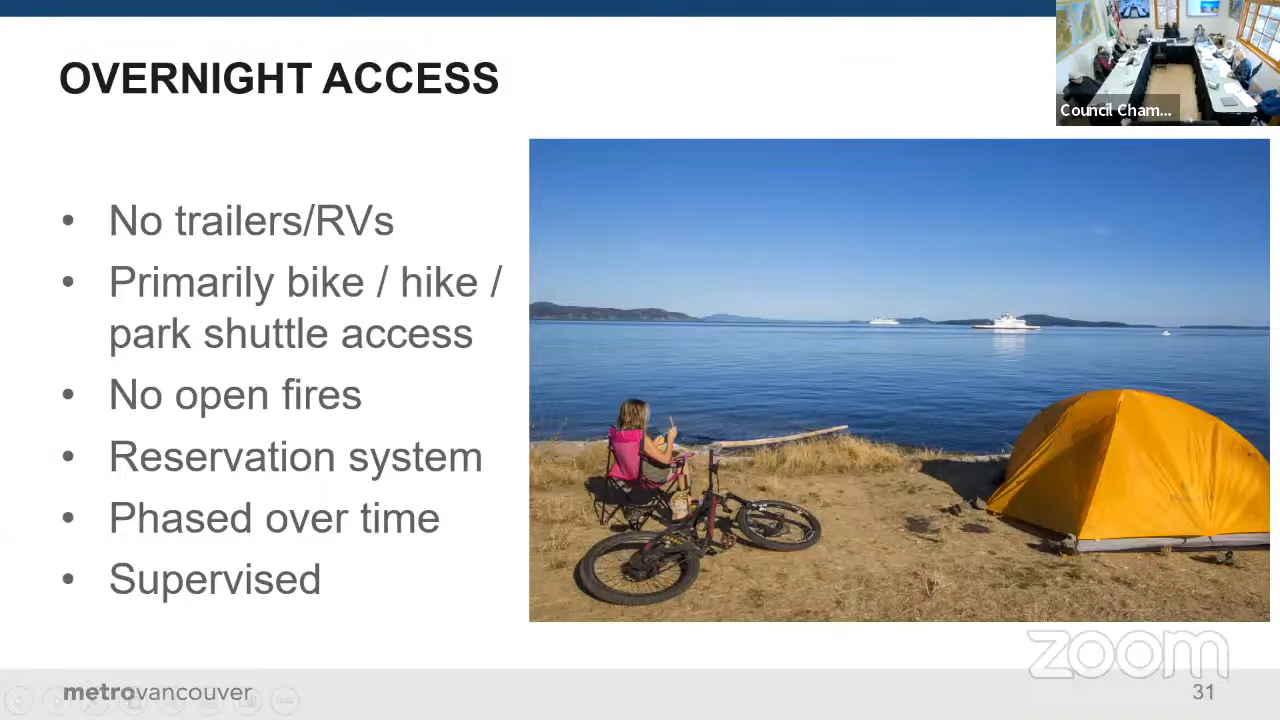 OVERNIGHT ACCESS
Council Cham...
• No trailers/RVs
• Primarily bike / hike /
park shuttle access
• No open fires
• Reservation system
• Phased over time
• Supervised
zoom
metrovancouver
31